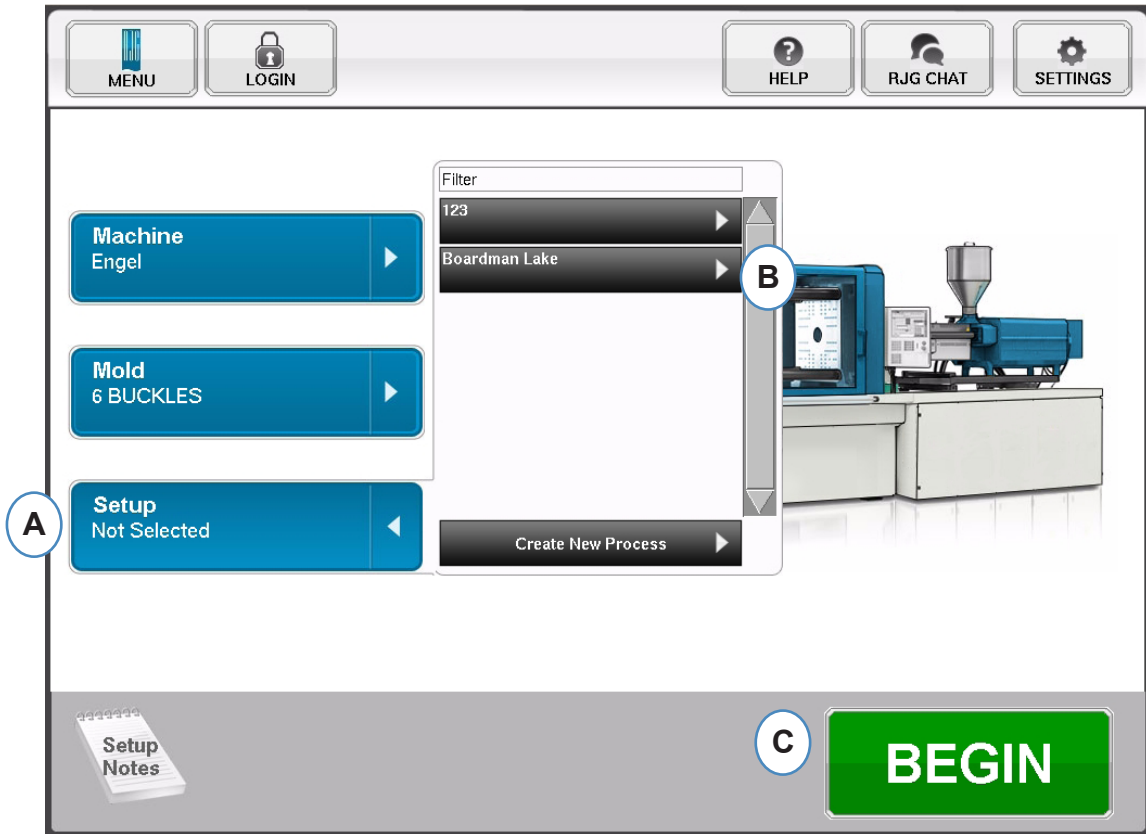 MENU
LOGIN
HELP
RJG CHAT
SETTINGS
Filter
123
Boardman Lake
B
Machine
Engel
Mold
6 BUCKLES
A
Setup
Not Selected
Create New Process
Setup
Notes
C
BEGIN